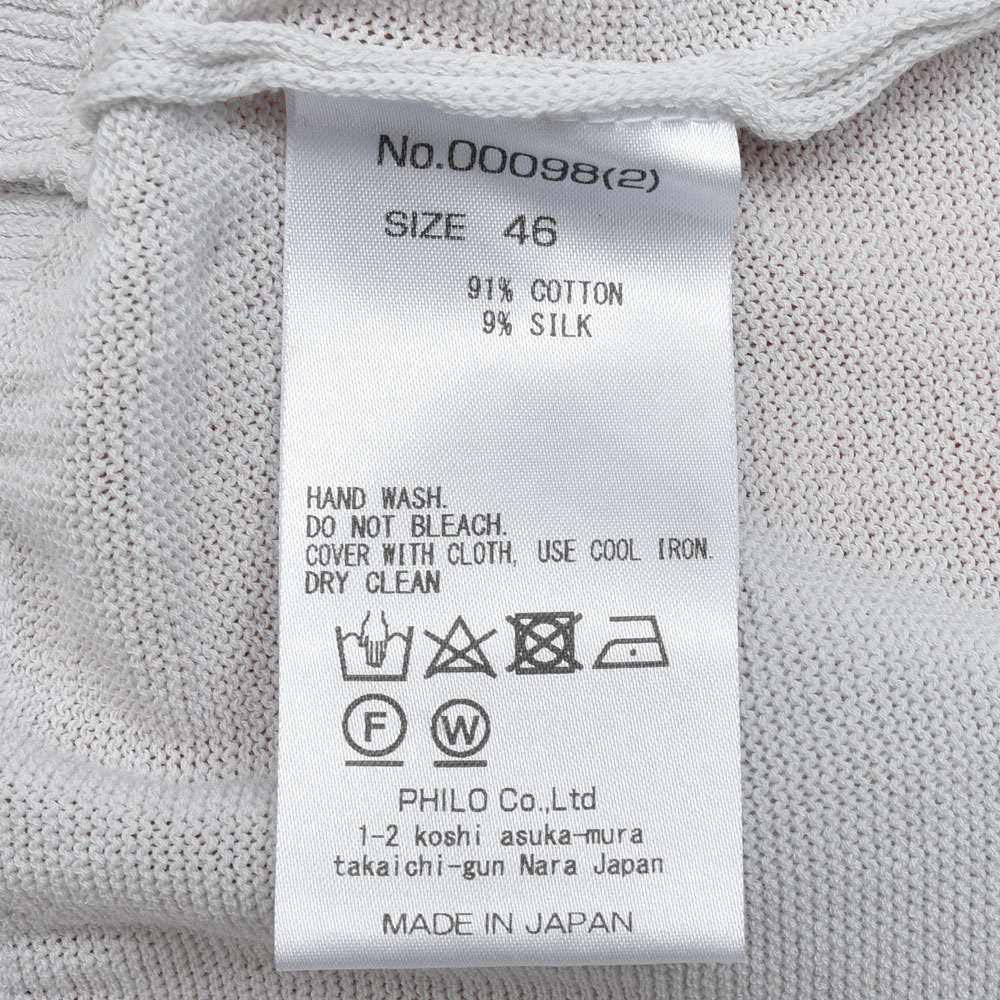 No.00098(2)
SIZE 46
91% COTTON
9% SILK
HAND WASH.
DO NOT BLEACH.
COVER WITH CLOTH, USE COOL IRON.
DRY CLEAN
F W
PHILO Co.,Ltd
1-2 koshi asuka-mura
takaichi-gun Nara Japan
MADE IN JAPAN